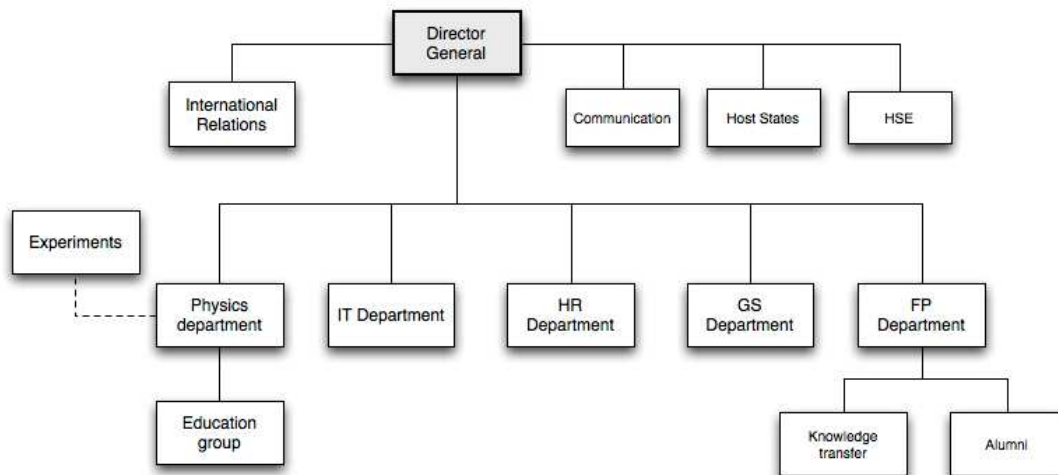 Director
General
International
Relations
Communication
Host States
HSE
Experiments
Physics
department
IT Department
HR
Department
GS
Department
FP
Department
Education
group
Knowledge
transfer
Alumni